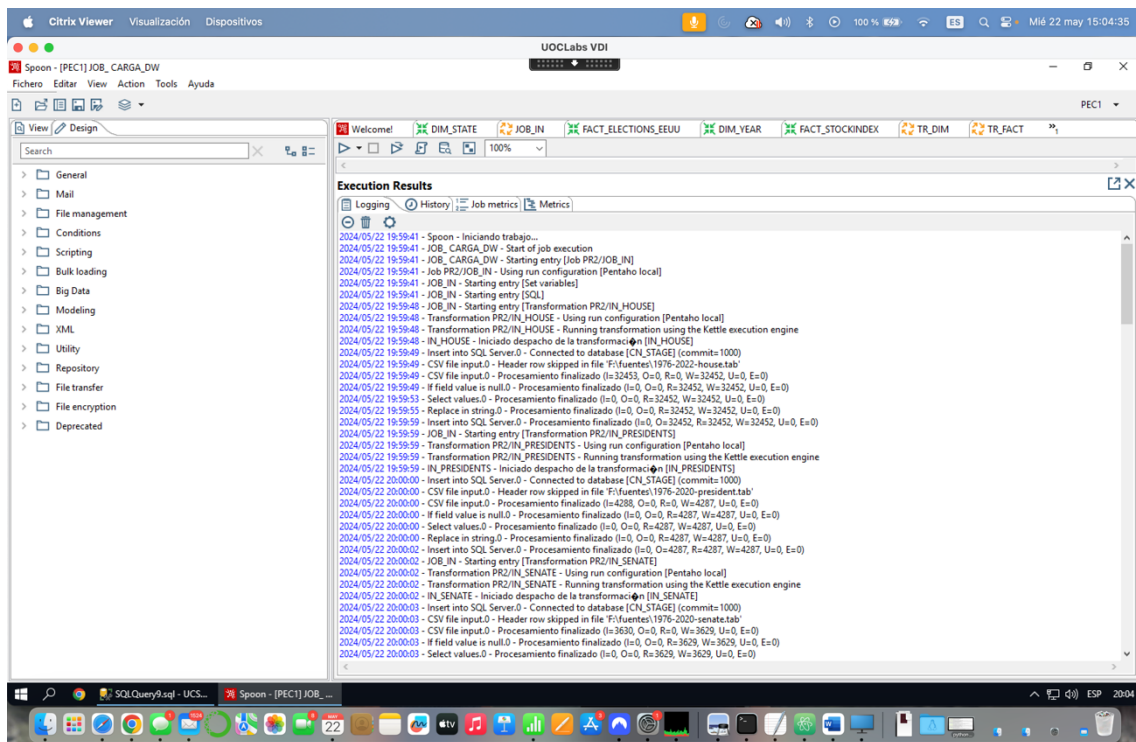 Citrix Viewer Visualización Dispositivos 100 % ES Mié 22 may 15:04:35
UOCLabs VDI
Spoon - [PEC1] JOB_ CARGA_DW
Fichero Editar View Action Tools Ayuda
PEC1
View Design
Welcome! DIM_STATE JOB_IN FACT_ELECTIONS_EEUU DIM_YEAR FACT_STOCKINDEX TR_DIM TR_FACT »1
Search
100%
General
Mail
File management
Conditions
Scripting
Bulk loading
Big Data
Modeling
XML
Utility
Repository
File transfer
File encryption
Deprecated
Execution Results
Logging History Job metrics Metrics
2024/05/22 19:59:41 - Spoon - Iniciando trabajo...
2024/05/22 19:59:41 - JOB_ CARGA_DW - Start of job execution
2024/05/22 19:59:41 - JOB_ CARGA_DW - Starting entry [Job PR2/JOB_IN]
2024/05/22 19:59:41 - Job PR2/JOB_IN - Using run configuration [Pentaho local]
2024/05/22 19:59:41 - JOB_IN - Starting entry [Set variables]
2024/05/22 19:59:41 - JOB_IN - Starting entry [SQL]
2024/05/22 19:59:48 - JOB_IN - Starting entry [Transformation PR2/IN_HOUSE]
2024/05/22 19:59:48 - Transformation PR2/IN_HOUSE - Using run configuration [Pentaho local]
2024/05/22 19:59:48 - Transformation PR2/IN_HOUSE - Running transformation using the Kettle execution engine
2024/05/22 19:59:48 - IN_HOUSE - Iniciado despacho de la transformaci�n [IN_HOUSE]
2024/05/22 19:59:49 - Insert into SQL Server.0 - Connected to database [CN_STAGE] (commit=1000)
2024/05/22 19:59:49 - CSV file input.0 - Header row skipped in file 'F:\fuentes\1976-2022-house.tab'
2024/05/22 19:59:49 - CSV file input.0 - Procesamiento finalizado (I=32453, O=0, R=0, W=32452, U=0, E=0)
2024/05/22 19:59:49 - If field value is null.0 - Procesamiento finalizado (I=0, O=0, R=32452, W=32452, U=0, E=0)
2024/05/22 19:59:53 - Select values.0 - Procesamiento finalizado (I=0, O=0, R=32452, W=32452, U=0, E=0)
2024/05/22 19:59:55 - Replace in string.0 - Procesamiento finalizado (I=0, O=0, R=32452, W=32452, U=0, E=0)
2024/05/22 19:59:59 - Insert into SQL Server.0 - Procesamiento finalizado (I=0, O=32452, R=32452, W=32452, U=0, E=0)
2024/05/22 19:59:59 - JOB_IN - Starting entry [Transformation PR2/IN_PRESIDENTS]
2024/05/22 19:59:59 - Transformation PR2/IN_PRESIDENTS - Using run configuration [Pentaho local]
2024/05/22 19:59:59 - Transformation PR2/IN_PRESIDENTS - Running transformation using the Kettle execution engine
2024/05/22 19:59:59 - IN_PRESIDENTS - Iniciado despacho de la transformaci�n [IN_PRESIDENTS]
2024/05/22 20:00:00 - Insert into SQL Server.0 - Connected to database [CN_STAGE] (commit=1000)
2024/05/22 20:00:00 - CSV file input.0 - Header row skipped in file 'F:\fuentes\1976-2020-president.tab'
2024/05/22 20:00:00 - CSV file input.0 - Procesamiento finalizado (I=4288, O=0, R=0, W=4287, U=0, E=0)
2024/05/22 20:00:00 - If field value is null.0 - Procesamiento finalizado (I=0, O=0, R=4287, W=4287, U=0, E=0)
2024/05/22 20:00:00 - Select values.0 - Procesamiento finalizado (I=0, O=0, R=4287, W=4287, U=0, E=0)
2024/05/22 20:00:00 - Replace in string.0 - Procesamiento finalizado (I=0, O=0, R=4287, W=4287, U=0, E=0)
2024/05/22 20:00:02 - Insert into SQL Server.0 - Procesamiento finalizado (I=0, O=4287, R=4287, W=4287, U=0, E=0)
2024/05/22 20:00:02 - JOB_IN - Starting entry [Transformation PR2/IN_SENATE]
2024/05/22 20:00:02 - Transformation PR2/IN_SENATE - Using run configuration [Pentaho local]
2024/05/22 20:00:02 - Transformation PR2/IN_SENATE - Running transformation using the Kettle execution engine
2024/05/22 20:00:02 - IN_SENATE - Iniciado despacho de la transformaci�n [IN_SENATE]
2024/05/22 20:00:03 - Insert into SQL Server.0 - Connected to database [CN_STAGE] (commit=1000)
2024/05/22 20:00:03 - CSV file input.0 - Header row skipped in file 'F:\fuentes\1976-2020-senate.tab'
2024/05/22 20:00:03 - CSV file input.0 - Procesamiento finalizado (I=3630, O=0, R=0, W=3629, U=0, E=0)
2024/05/22 20:00:03 - If field value is null.0 - Procesamiento finalizado (I=0, O=0, R=3629, W=3629, U=0, E=0)
2024/05/22 20:00:03 - Select values.0 - Procesamiento finalizado (I=0, O=0, R=3629, W=3629, U=0, E=0)
SQLQuery9.sql - UCS... Spoon - [PEC1] JOB_ ... ESP 20:04
22
tv